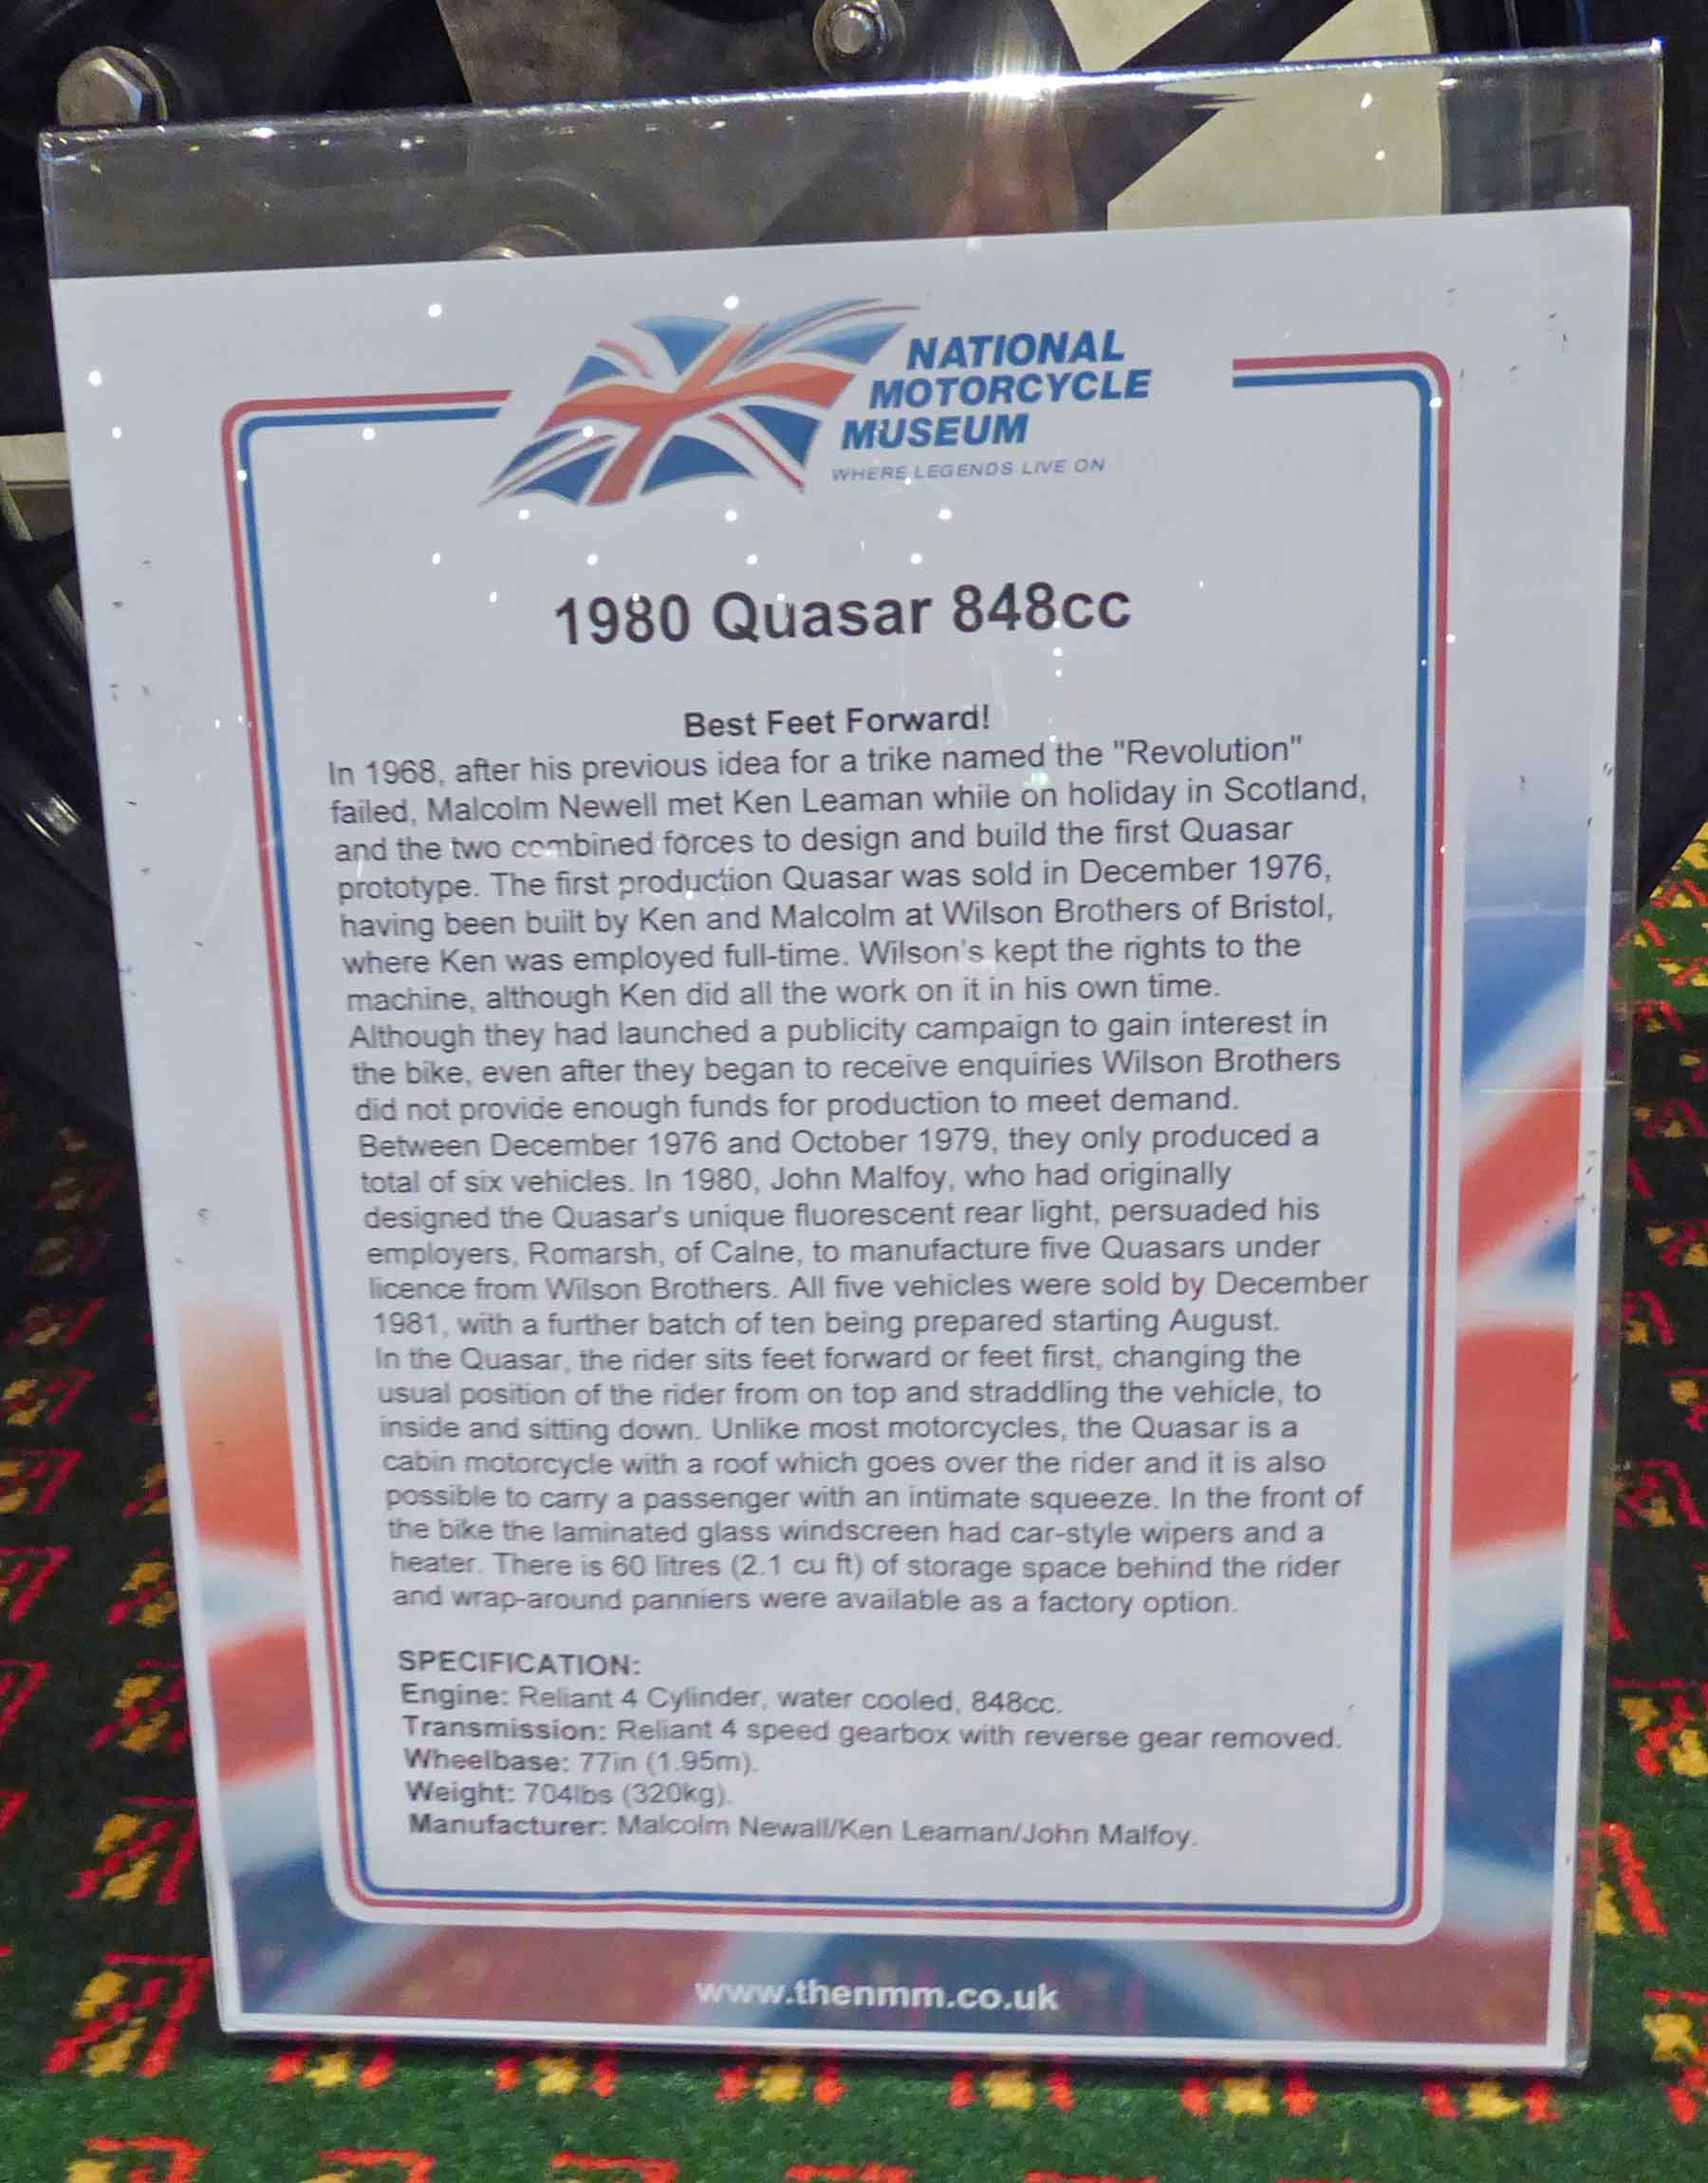 NATIONAL
MOTORCYCLE
MUSEUM
WHERE LEGENDS LIVE ON
1980 Quasar 848cc
Best Feet Forward!
In 1968, after his previous idea for a trike named the "Revolution"
failed, Malcolm Newell met Ken Leaman while on holiday in Scotland,
and the two combined forces to design and build the first Quasar
prototype. The first production Quasar was sold in December 1976,
having been built by Ken and Malcolm at Wilson Brothers of Bristol,
where Ken was employed full-time. Wilson's kept the rights to the
machine, although Ken did all the work on it in his own time.
Although they had launched a publicity campaign to gain interest in
the bike, even after they began to receive enquiries Wilson Brothers
did not provide enough funds for production to meet demand.
Between December 1976 and October 1979, they only produced a
total of six vehicles. In 1980, John Malfoy, who had originally
designed the Quasar's unique fluorescent rear light, persuaded his
employers, Romarsh, of Calne, to manufacture five Quasars under
licence from Wilson Brothers. All five vehicles were sold by December
1981, with a further batch of ten being prepared starting August.
In the Quasar, the rider sits feet forward or feet first, changing the
usual position of the rider from on top and straddling the vehicle, to
inside and sitting down. Unlike most motorcycles, the Quasar is a
cabin motorcycle with a roof which goes over the rider and it is also
possible to carry a passenger with an intimate squeeze. In the front of
the bike the laminated glass windscreen had car-style wipers and a
heater. There is 60 litres (2.1 cu ft) of storage space behind the rider
and wrap-around panniers were available as a factory option.
SPECIFICATION:
Engine: Reliant 4 Cylinder, water cooled, 848cc.
Transmission: Reliant 4 speed gearbox with reverse gear removed.
Wheelbase: 77in (1.95m).
Weight: 704lbs (320kg).
Manufacturer: Malcolm Newall/Ken Leaman/John Malfoy.
www.thenmm.co.uk